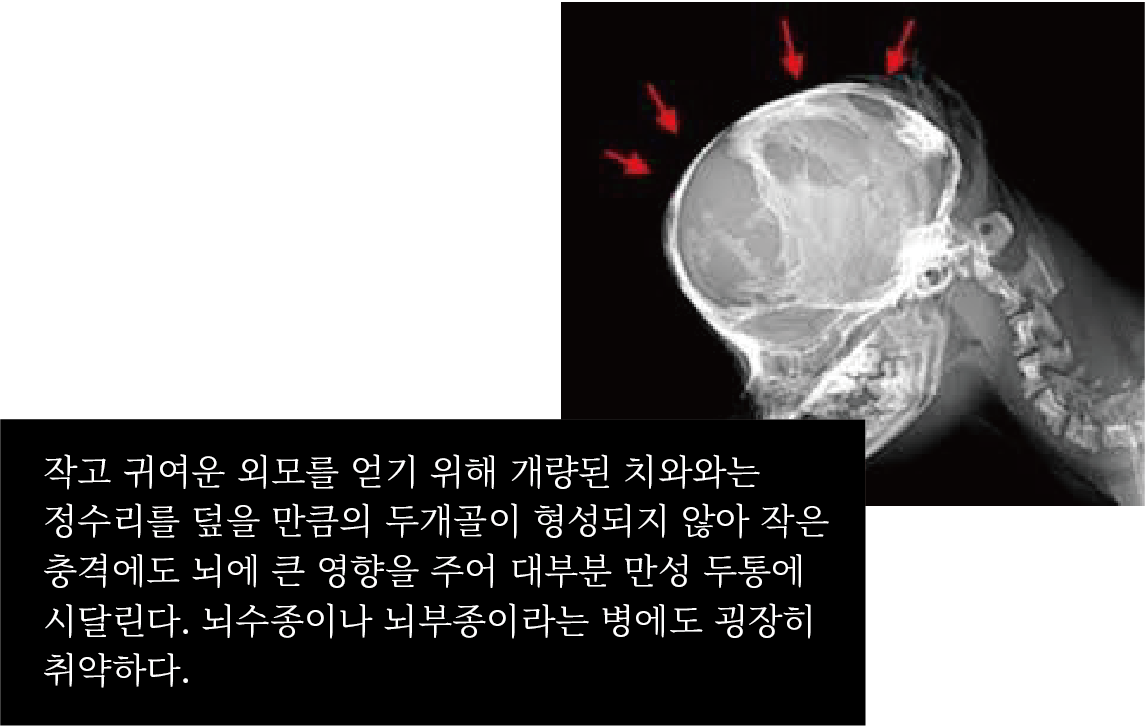 작고 귀여운 외모를 얻기 위해 개량된 치와와는
정수리를 덮을 만큼의 두개골이 형성되지 않아 작은
충격에도 뇌에 큰 영향을 주어 대부분 만성 두통에
시달린다. 뇌수종이나 뇌부종이라는 병에도 굉장히
취약하다.